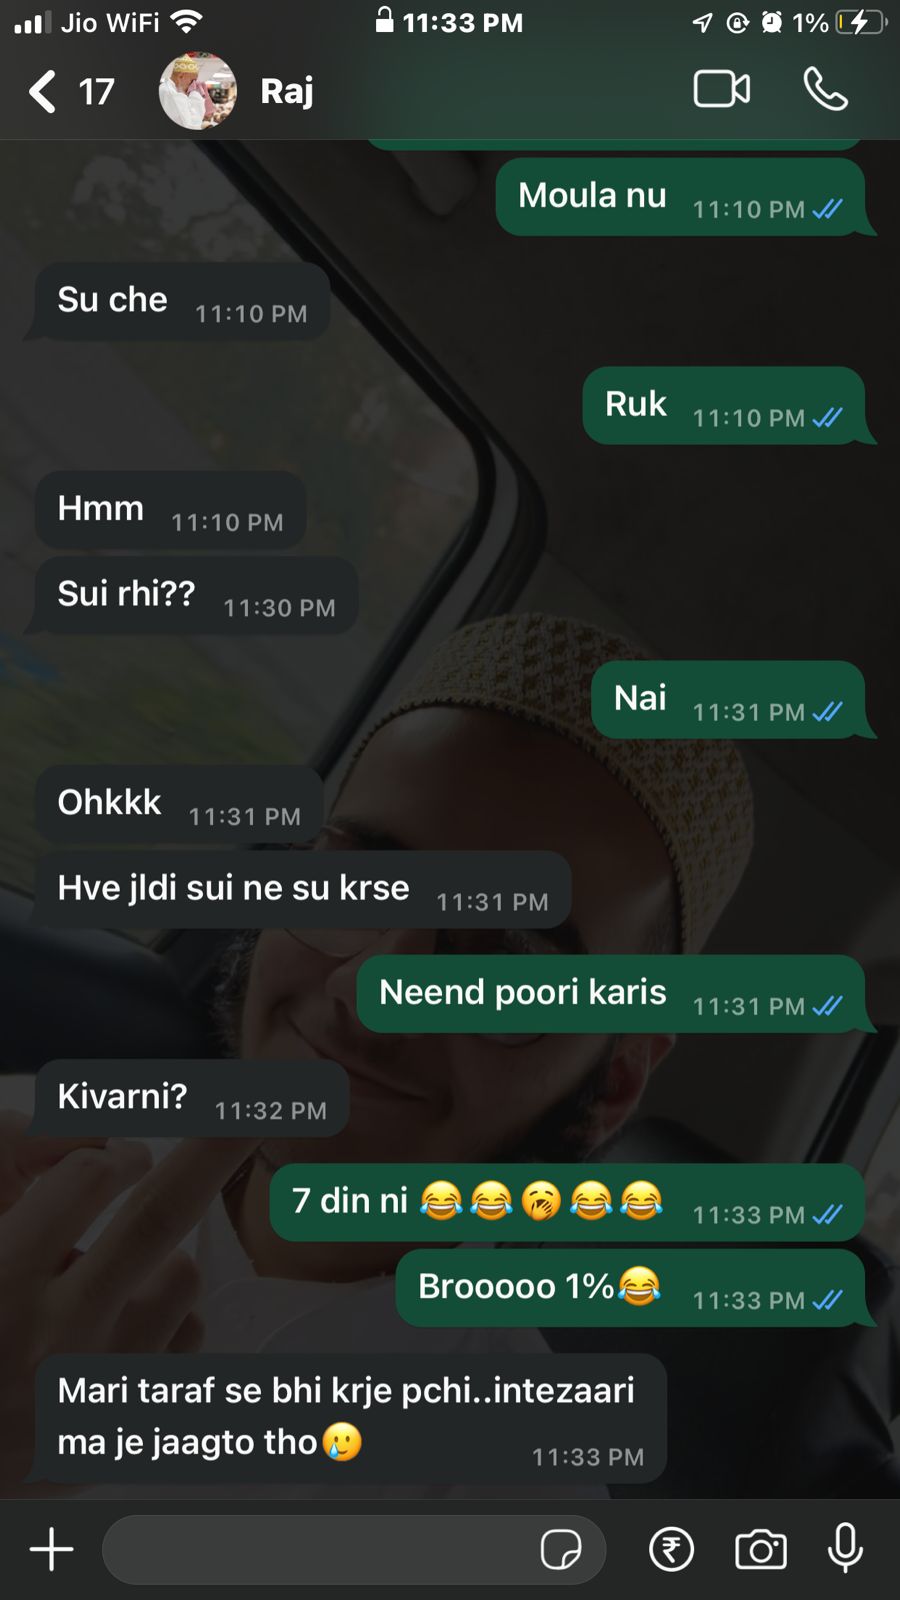 Jio WiFi 11:33 PM 1%
17 Raj
Moula nu 11:10 PM
Su che 11:10 PM
Ruk 11:10 PM
Hmm 11:10 PM
Sui rhi?? 11:30 PM
Nai 11:31 PM
Ohkkk 11:31 PM
Hve jldi sui ne su krse 11:31 PM
Neend poori karis 11:31 PM
Kivarni? 11:32 PM
7 din ni 😂😂🥱😂😂 11:33 PM
Brooooo 1%😂 11:33 PM
Mari taraf se bhi krje pchi..intezaari
ma je jaagto tho🥲 11:33 PM